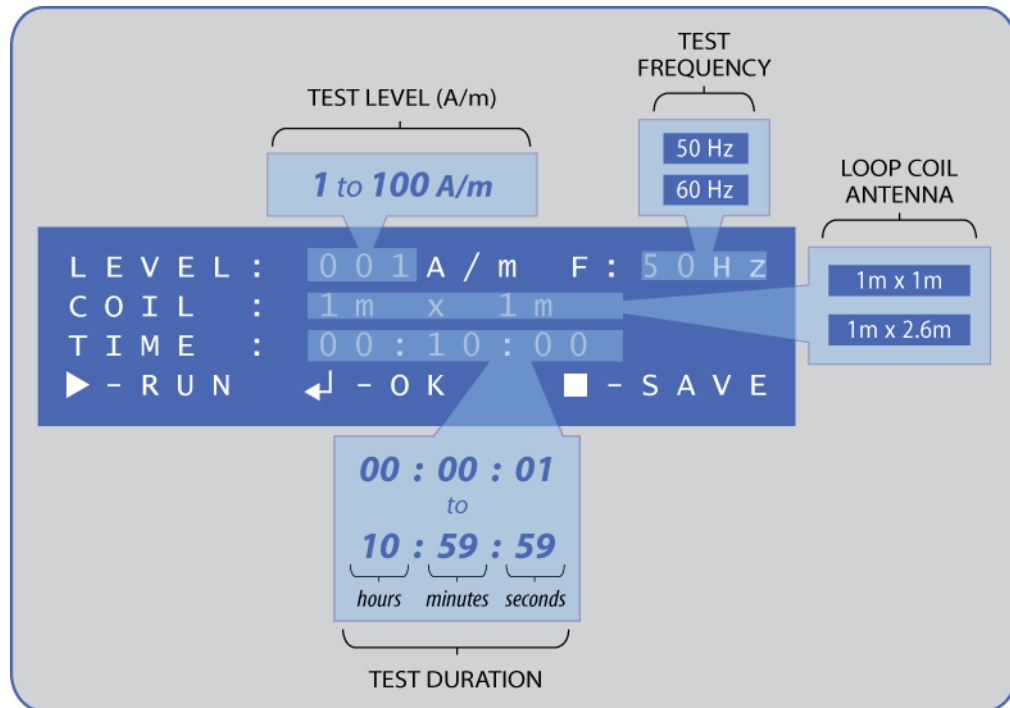 TEST
FREQUENCY
TEST LEVEL (A/m)
50 Hz
60 Hz
1 to 100 A/m
LOOP COIL
ANTENNA
LEVEL: 001A/m F:50Hz
COIL : 1m x 1m
TIME : 00:10:00
▶-RUN ↲-OK ■-SAVE
1m x 1m
1m x 2.6m
00 : 00 : 01
to
10 : 59 : 59
hours minutes seconds
TEST DURATION